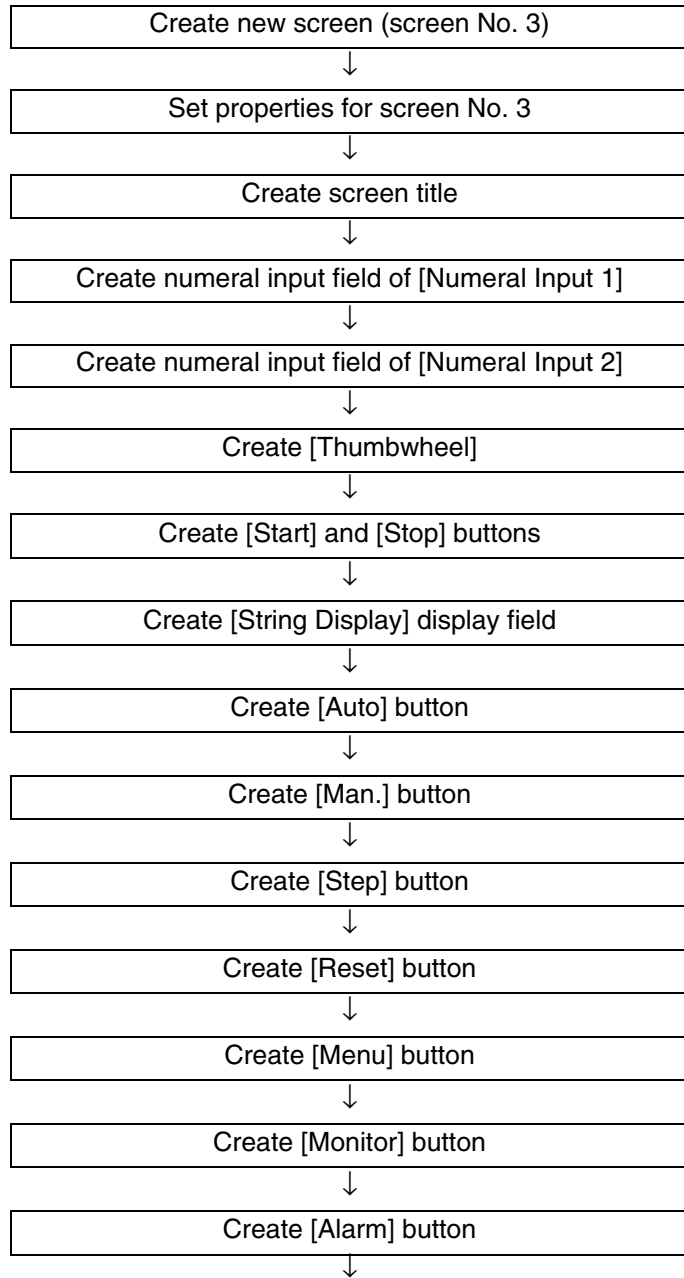 Create new screen (screen No. 3)
↓
Set properties for screen No. 3
↓
Create screen title
↓
Create numeral input field of [Numeral Input 1]
↓
Create numeral input field of [Numeral Input 2]
↓
Create [Thumbwheel]
↓
Create [Start] and [Stop] buttons
↓
Create [String Display] display field
↓
Create [Auto] button
↓
Create [Man.] button
↓
Create [Step] button
↓
Create [Reset] button
↓
Create [Menu] button
↓
Create [Monitor] button
↓
Create [Alarm] button
↓